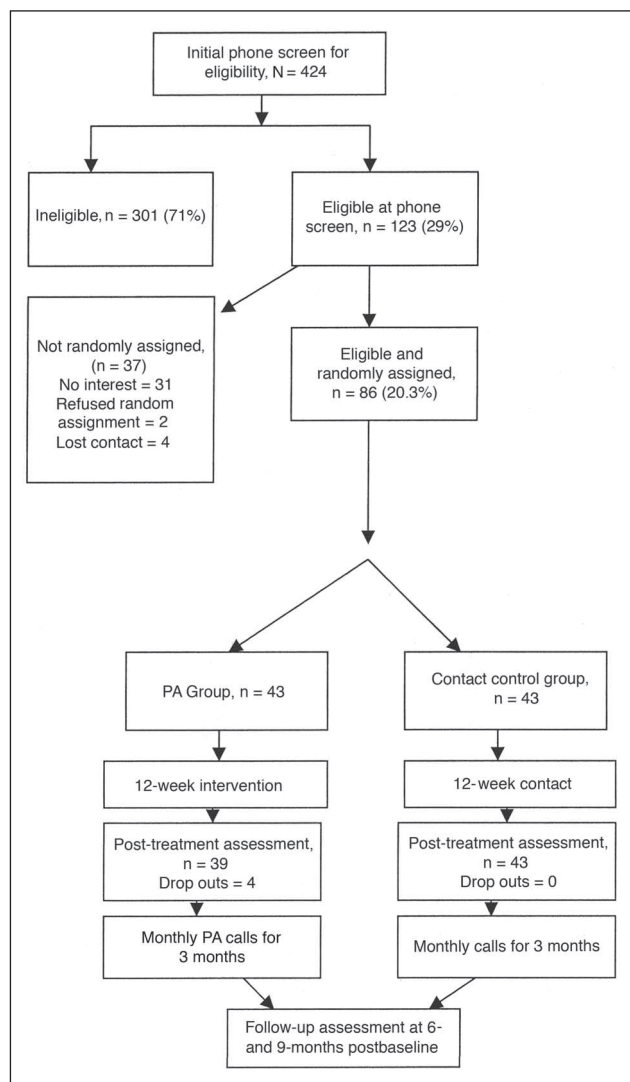 Initial phone screen for
eligibility, N = 424
Ineligible, n = 301 (71%)
Eligible at phone
screen, n = 123 (29%)
Not randomly assigned,
(n = 37)
No interest = 31
Refused random
assignment = 2
Lost contact = 4
Eligible and
randomly assigned,
n = 86 (20.3%)
PA Group, n = 43
Contact control group,
n = 43
12-week intervention
12-week contact
Post-treatment assessment,
n = 39
Drop outs = 4
Post-treatment assessment,
n = 43
Drop outs = 0
Monthly PA calls for
3 months
Monthly calls for 3 months
Follow-up assessment at 6-
and 9-months postbaseline